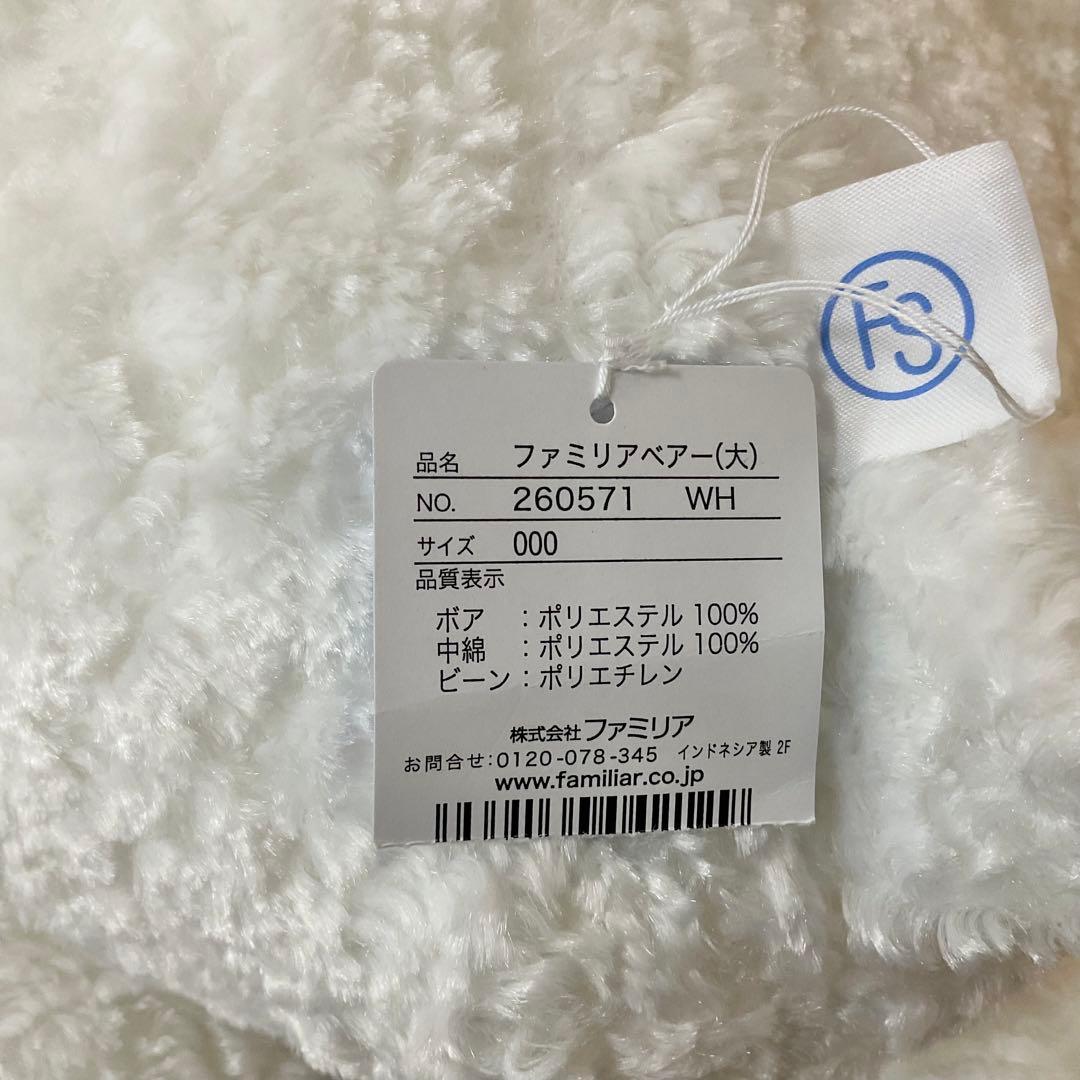 FS
品名 ファミリアベアー(大)
NO. 260571 WH
サイズ 000
品質表示
ボア : ポリエステル 100%
中綿 : ポリエステル 100%
ビーン : ポリエチレン
株式会社ファミリア
お問合せ:0120-078-345 インドネシア製 2F
www.familiar.co.jp